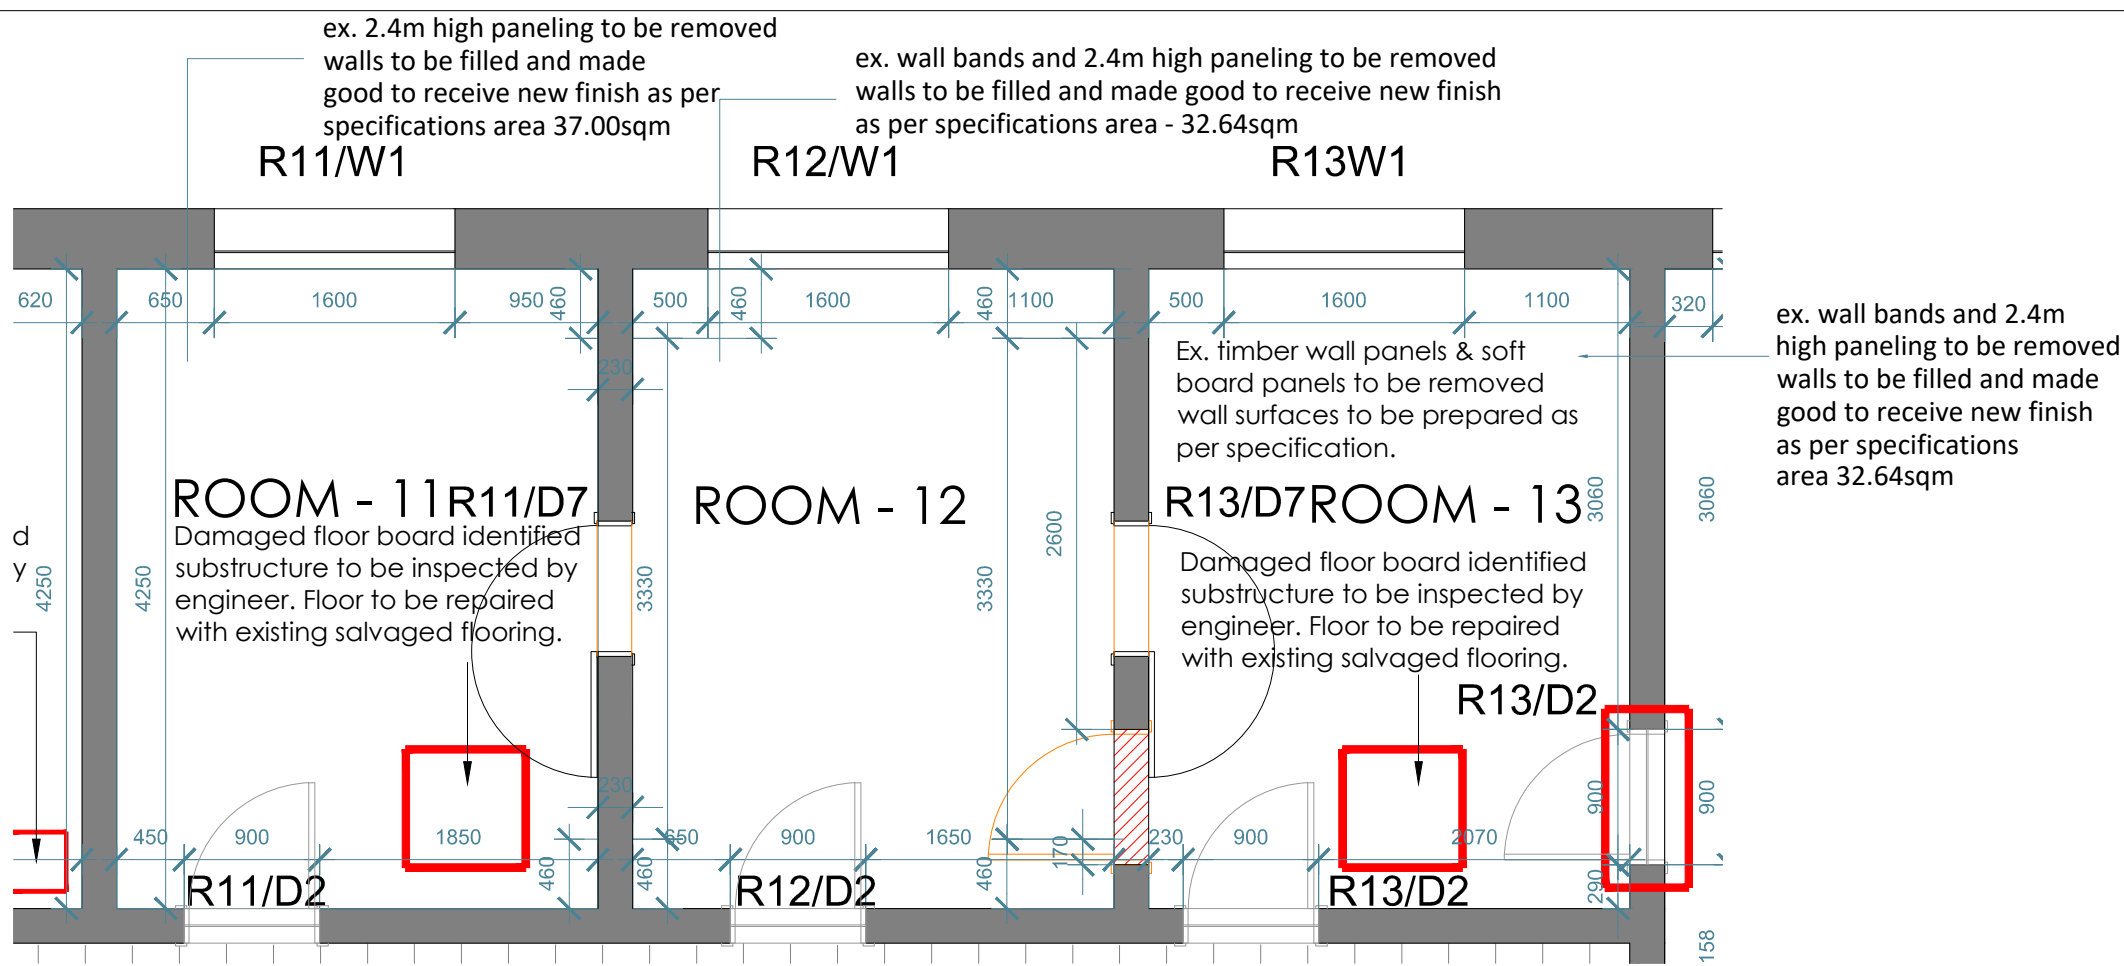 ex. 2.4m high paneling to be removed
walls to be filled and made
good to receive new finish as per
specifications area 37.00sqm
ex. wall bands and 2.4m high paneling to be removed
walls to be filled and made good to receive new finish
as per specifications area - 32.64sqm
R11/W1
R12/W1
R13W1
620
650
1600
950
460
500
460
1600
460
1100
500
1600
1100
320
ex. wall bands and 2.4m
high paneling to be removed
walls to be filled and made
good to receive new finish
as per specifications
area 32.64sqm
Ex. timber wall panels & soft
board panels to be removed
wall surfaces to be prepared as
per specification.
230
ROOM - 11
R11/D7
ROOM - 12
R13/D7
ROOM - 13
3060
3060
Damaged floor board identified
substructure to be inspected by
engineer. Floor to be repaired
with existing salvaged flooring.
d
y
4250
4250
3330
3330
2600
Damaged floor board identified
substructure to be inspected by
engineer. Floor to be repaired
with existing salvaged flooring.
R13/D2
230
900
900
450
900
1850
460
650
460
900
1650
460
170
230
900
2070
290
R11/D2
R12/D2
R13/D2
158